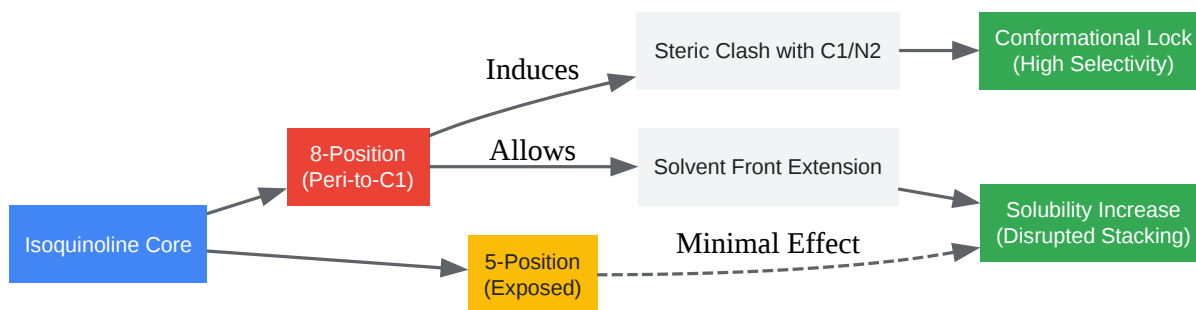 Isoquinoline Core
8-Position
(Peri-to-C1)
5-Position
(Exposed)
Induces
Allows
Minimal Effect
Steric Clash with C1/N2
Solvent Front Extension
Conformational Lock
(High Selectivity)
Solubility Increase
(Disrupted Stacking)